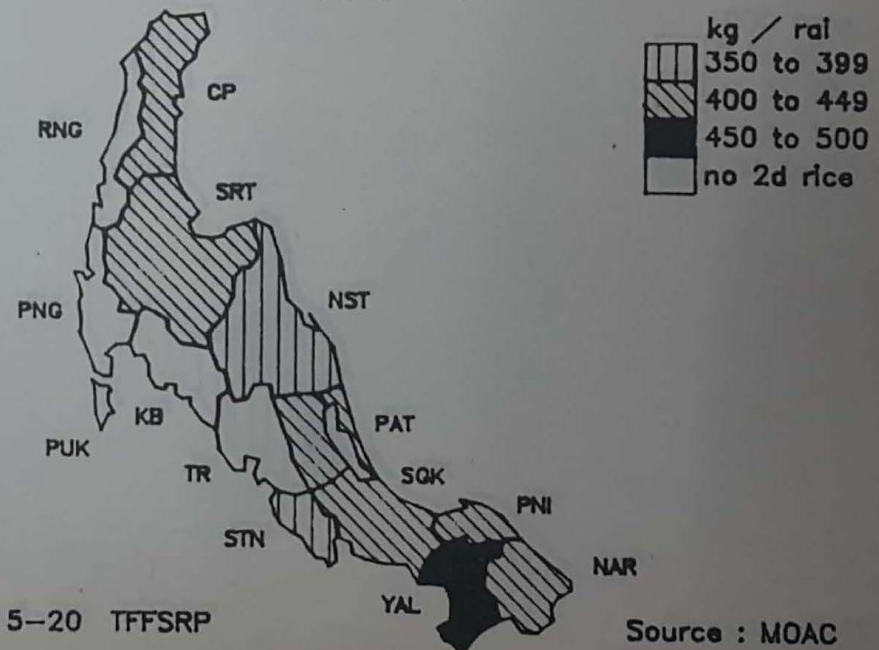 kg / rai
350 to 399
400 to 449
450 to 500
no 2d rice
CP
RNG
SRT
PNG
NST
KB
PUK
PAT
TR
SGK
PNI
STN
NAR
YAL
5-20 TFFSRP
Source : MOAC